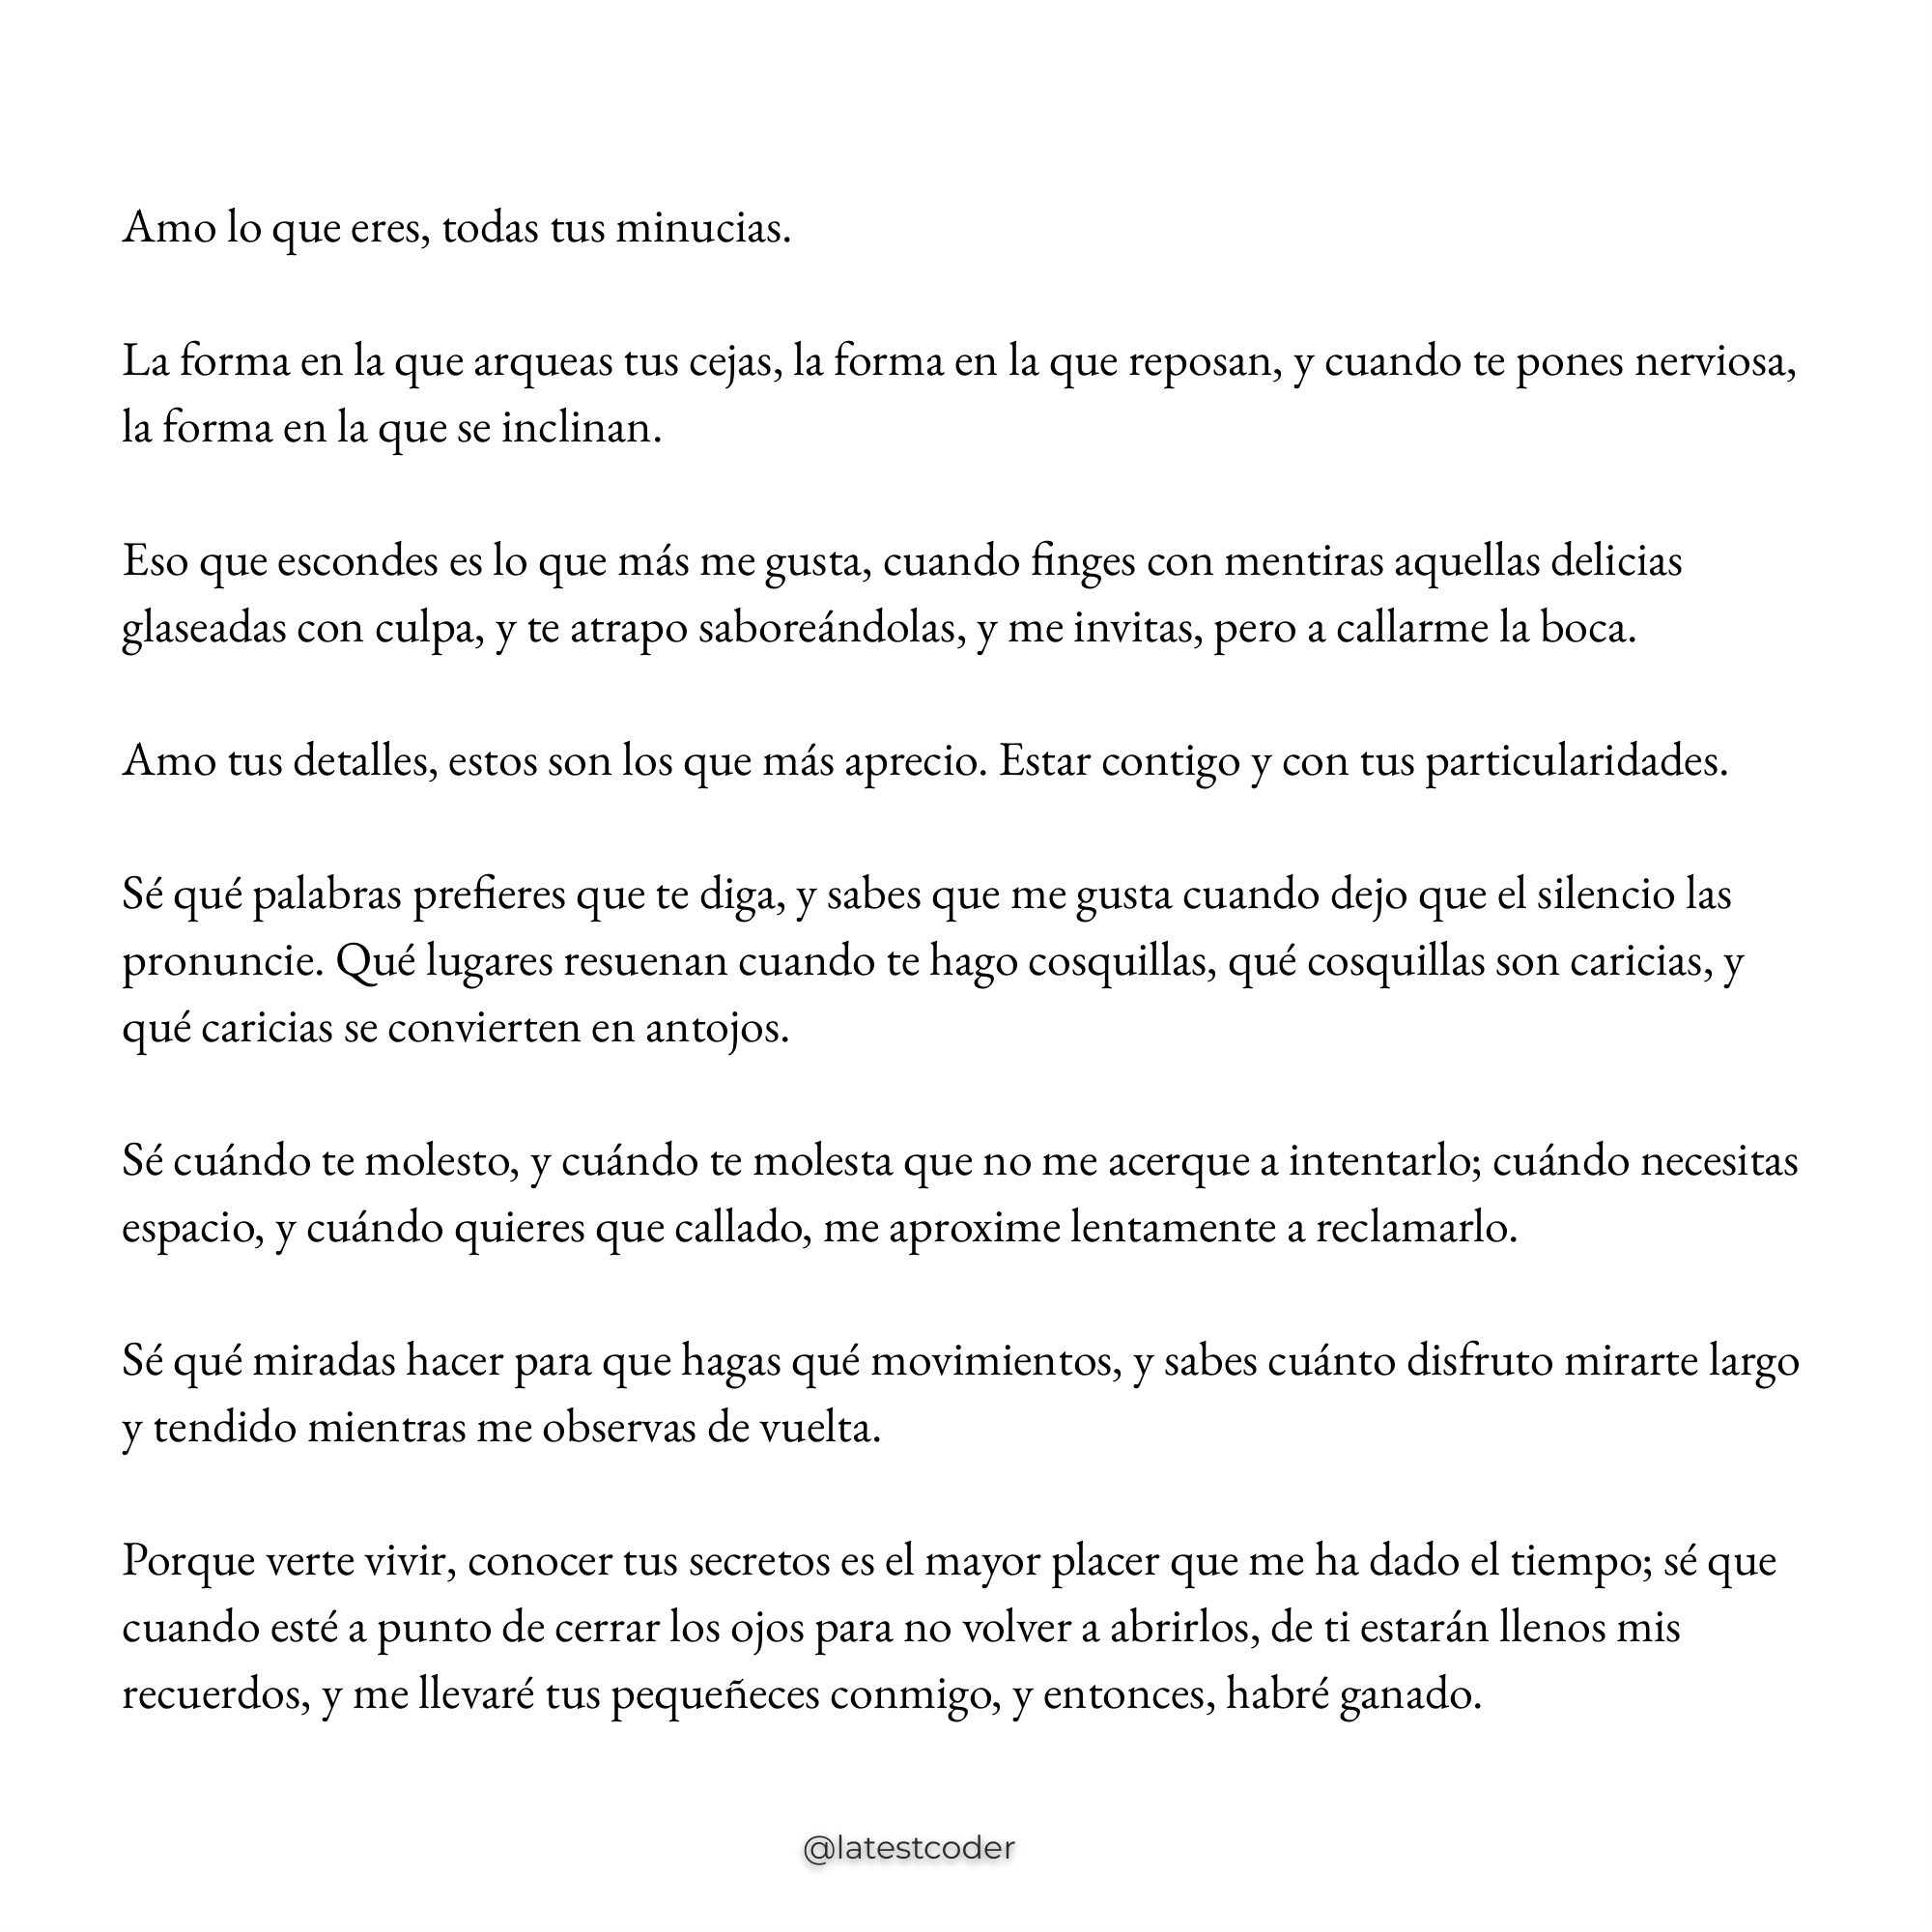 Amo lo que eres, todas tus minucias.
La forma en la que arqueas tus cejas, la forma en la que reposan, y cuando te pones nerviosa,
la forma en la que se inclinan.
Eso que escondes es lo que más me gusta, cuando finges con mentiras aquellas delicias
glaseadas con culpa, y te atrapo saboreándolas, y me invitas, pero a callarme la boca.
Amo tus detalles, estos son los que más aprecio. Estar contigo y con tus particularidades.
Sé qué palabras prefieres que te diga, y sabes que me gusta cuando dejo que el silencio las
pronuncie. Qué lugares resuenan cuando te hago cosquillas, qué cosquillas son caricias, y
qué caricias se convierten en antojos.
Sé cuándo te molesto, y cuándo te molesta que no me acerque a intentarlo; cuándo necesitas
espacio, y cuándo quieres que callado, me aproxime lentamente a reclamarlo.
Sé qué miradas hacer para que hagas qué movimientos, y sabes cuánto disfruto mirarte largo
y tendido mientras me observas de vuelta.
Porque verte vivir, conocer tus secretos es el mayor placer que me ha dado el tiempo; sé que
cuando esté a punto de cerrar los ojos para no volver a abrirlos, de ti estarán llenos mis
recuerdos, y me llevaré tus pequeñeces conmigo, y entonces, habré ganado.
@latestcoder